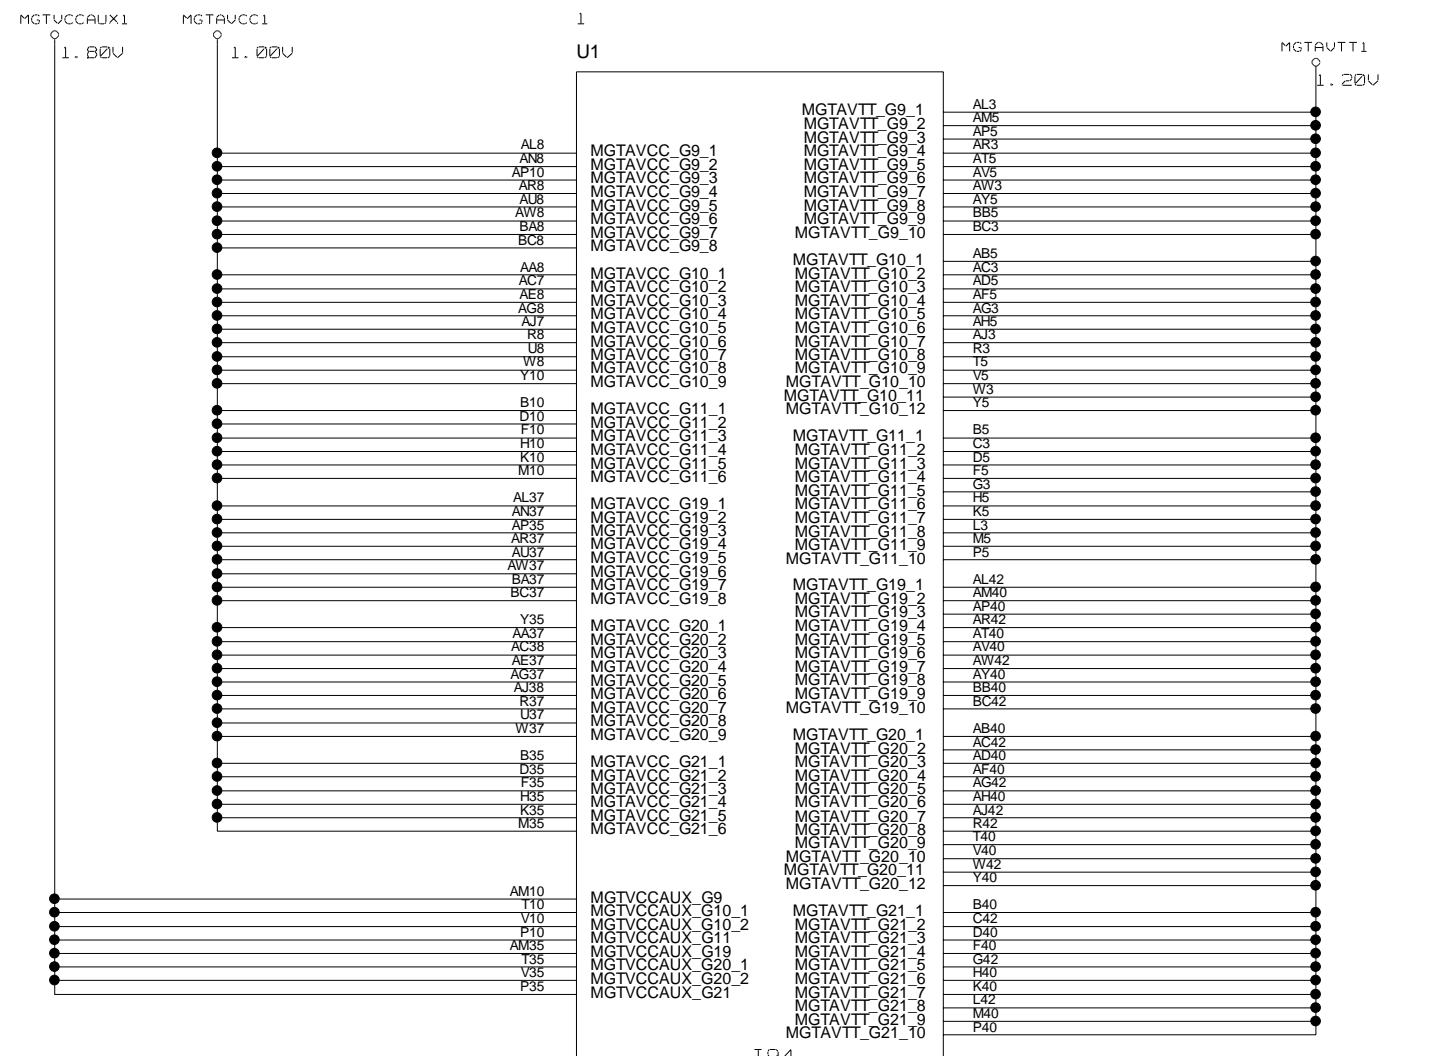 MGTVCCAUX1
1.80V
MGTAVCC1
1.00V
1
U1
MGTAVTT1
1.20V
AL8 MGTAVCC_G9_1
AN8 MGTAVCC_G9_2
AP10 MGTAVCC_G9_3
AR8 MGTAVCC_G9_4
AU8 MGTAVCC_G9_5
AW8 MGTAVCC_G9_6
BA8 MGTAVCC_G9_7
BC8 MGTAVCC_G9_8
AA8 MGTAVCC_G10_1
AC7 MGTAVCC_G10_2
AE8 MGTAVCC_G10_3
AG8 MGTAVCC_G10_4
AJ7 MGTAVCC_G10_5
R8 MGTAVCC_G10_6
U8 MGTAVCC_G10_7
W8 MGTAVCC_G10_8
Y10 MGTAVCC_G10_9
B10 MGTAVCC_G11_1
D10 MGTAVCC_G11_2
F10 MGTAVCC_G11_3
H10 MGTAVCC_G11_4
K10 MGTAVCC_G11_5
M10 MGTAVCC_G11_6
AL37 MGTAVCC_G19_1
AN37 MGTAVCC_G19_2
AP35 MGTAVCC_G19_3
AR37 MGTAVCC_G19_4
AU37 MGTAVCC_G19_5
AW37 MGTAVCC_G19_6
BA37 MGTAVCC_G19_7
BC37 MGTAVCC_G19_8
Y35 MGTAVCC_G20_1
AA37 MGTAVCC_G20_2
AC38 MGTAVCC_G20_3
AE37 MGTAVCC_G20_4
AG37 MGTAVCC_G20_5
AJ38 MGTAVCC_G20_6
R37 MGTAVCC_G20_7
U37 MGTAVCC_G20_8
W37 MGTAVCC_G20_9
B35 MGTAVCC_G21_1
D35 MGTAVCC_G21_2
F35 MGTAVCC_G21_3
H35 MGTAVCC_G21_4
K35 MGTAVCC_G21_5
M35 MGTAVCC_G21_6
AM10 MGTVCCAUX_G9
T10 MGTVCCAUX_G10_1
V10 MGTVCCAUX_G10_2
P10 MGTVCCAUX_G11
AM35 MGTVCCAUX_G19
T35 MGTVCCAUX_G20_1
V35 MGTVCCAUX_G20_2
P35 MGTVCCAUX_G21
MGTAVTT_G9_1 AL3
MGTAVTT_G9_2 AM5
MGTAVTT_G9_3 AP5
MGTAVTT_G9_4 AR3
MGTAVTT_G9_5 AT5
MGTAVTT_G9_6 AV5
MGTAVTT_G9_7 AW3
MGTAVTT_G9_8 AY5
MGTAVTT_G9_9 BB5
MGTAVTT_G9_10 BC3
MGTAVTT_G10_1 AB5
MGTAVTT_G10_2 AC3
MGTAVTT_G10_3 AD5
MGTAVTT_G10_4 AF5
MGTAVTT_G10_5 AG3
MGTAVTT_G10_6 AH5
MGTAVTT_G10_7 AJ3
MGTAVTT_G10_8 R3
MGTAVTT_G10_9 T5
MGTAVTT_G10_10 V5
MGTAVTT_G10_11 W3
MGTAVTT_G10_12 Y5
MGTAVTT_G11_1 B5
MGTAVTT_G11_2 C3
MGTAVTT_G11_3 D5
MGTAVTT_G11_4 F5
MGTAVTT_G11_5 G3
MGTAVTT_G11_6 H5
MGTAVTT_G11_7 K5
MGTAVTT_G11_8 L3
MGTAVTT_G11_9 M5
MGTAVTT_G11_10 P5
MGTAVTT_G19_1 AL42
MGTAVTT_G19_2 AM40
MGTAVTT_G19_3 AP40
MGTAVTT_G19_4 AR42
MGTAVTT_G19_5 AT40
MGTAVTT_G19_6 AV40
MGTAVTT_G19_7 AW42
MGTAVTT_G19_8 AY40
MGTAVTT_G19_9 BB40
MGTAVTT_G19_10 BC42
MGTAVTT_G20_1 AB40
MGTAVTT_G20_2 AC42
MGTAVTT_G20_3 AD40
MGTAVTT_G20_4 AF40
MGTAVTT_G20_5 AG42
MGTAVTT_G20_6 AH40
MGTAVTT_G20_7 AJ42
MGTAVTT_G20_8 R42
MGTAVTT_G20_9 T40
MGTAVTT_G20_10 V40
MGTAVTT_G20_11 W42
MGTAVTT_G20_12 Y40
MGTAVTT_G21_1 B40
MGTAVTT_G21_2 C42
MGTAVTT_G21_3 D40
MGTAVTT_G21_4 F40
MGTAVTT_G21_5 G42
MGTAVTT_G21_6 H40
MGTAVTT_G21_7 K40
MGTAVTT_G21_8 L42
MGTAVTT_G21_9 M40
MGTAVTT_G21_10 P40